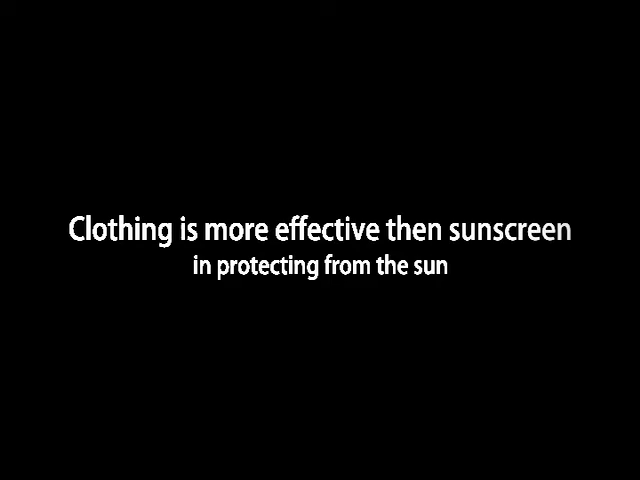 Clothing is more effective then sunscreen
in protecting from the sun